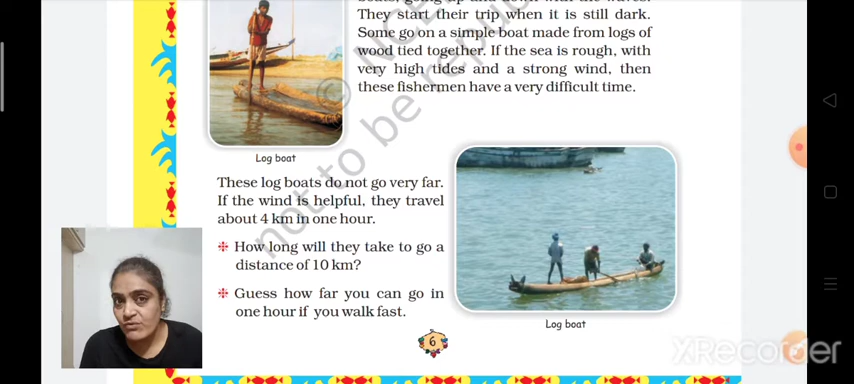 They start their trip when it is still dark.
Some go on a simple boat made from logs of
wood tied together. If the sea is rough, with
very high tides and a strong wind, then
these fishermen have a very difficult time.
Log boat
These log boats do not go very far.
If the wind is helpful, they travel
about 4 km in one hour.
How long will they take to go a
distance of 10 km?
Guess how far you can go in
one hour if you walk fast.
Log boat
6
not to be republished
© NC
XRecorder